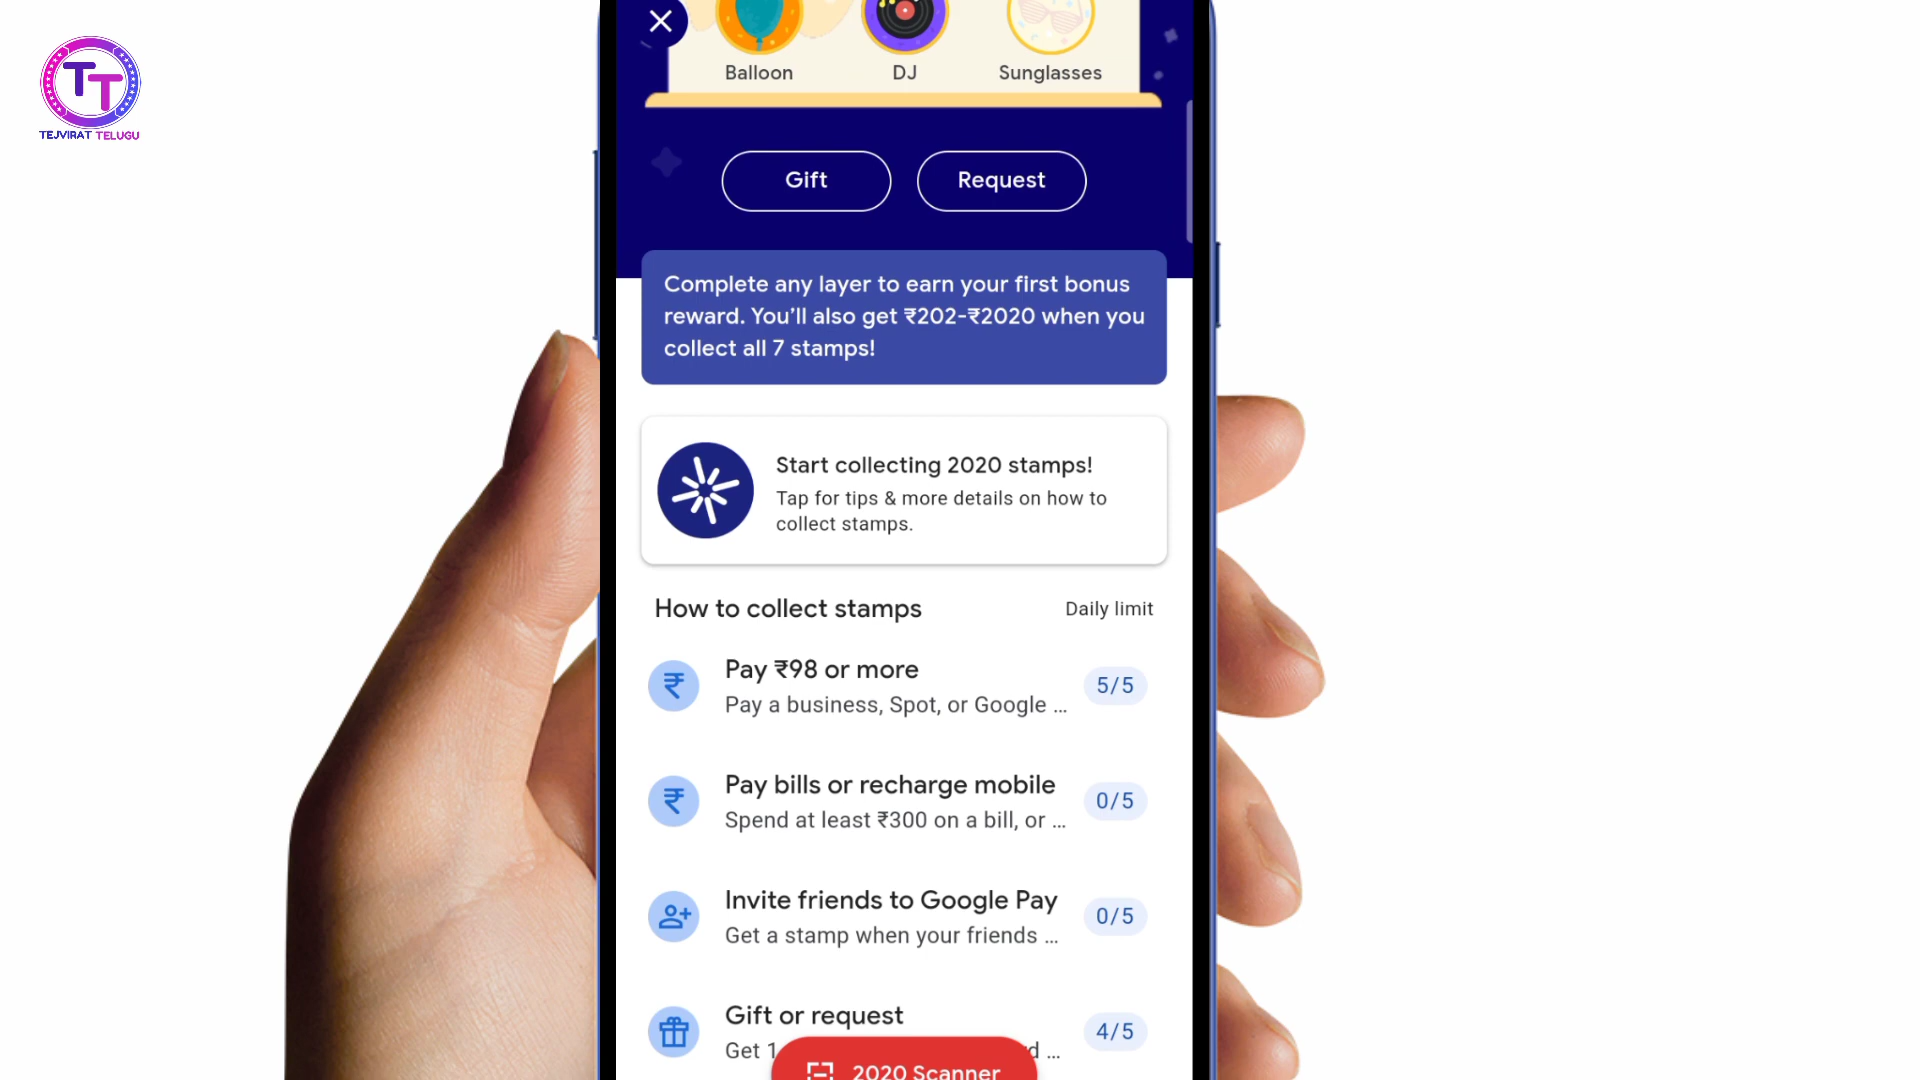 TT
TEJVIRAT TELUGU
Balloon
DJ
Sunglasses
Gift
Request
Complete any layer to earn your first bonus
reward. You'll also get ₹202-₹2020 when you
collect all 7 stamps!
Start collecting 2020 stamps!
Tap for tips & more details on how to
collect stamps.
How to collect stamps
Daily limit
Pay ₹98 or more
5/5
Pay a business, Spot, or Google ...
Pay bills or recharge mobile
0/5
Spend at least ₹300 on a bill, or ...
Invite friends to Google Pay
0/5
Get a stamp when your friends ...
Gift or request
4/5
Get 1
...
2020 Scanner